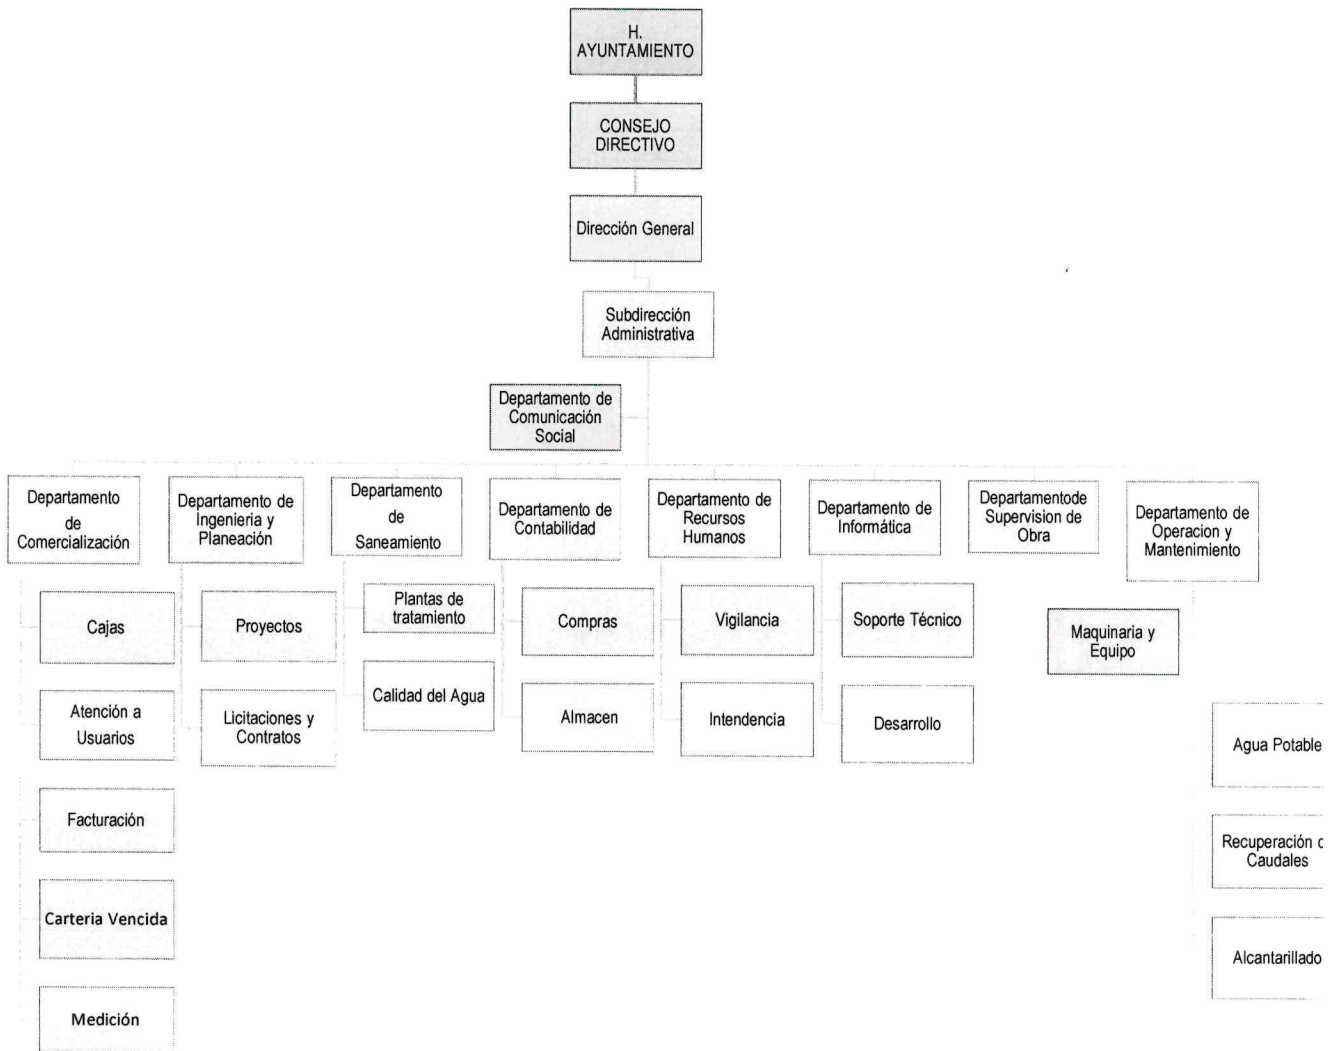 H.
AYUNTAMIENTO
CONSEJO
DIRECTIVO
Dirección General
Subdirección
Administrativa
Departamento de
Comunicación
Social
Departamento
de
Comercialización
Departamento de
Ingenieria y
Planeación
Departamento
de
Saneamiento
Departamento de
Contabilidad
Departamento de
Recursos
Humanos
Departamento de
Informática
Departamentode
Supervision de
Obra
Departamento de
Operacion y
Mantenimiento
Cajas
Atención a
Usuarios
Facturación
Carteria Vencida
Medición
Proyectos
Licitaciones y
Contratos
Plantas de
tratamiento
Calidad del Agua
Compras
Almacen
Vigilancia
Intendencia
Soporte Técnico
Desarrollo
Maquinaria y
Equipo
Agua Potable
Recuperación
Caudales
Alcantarillado